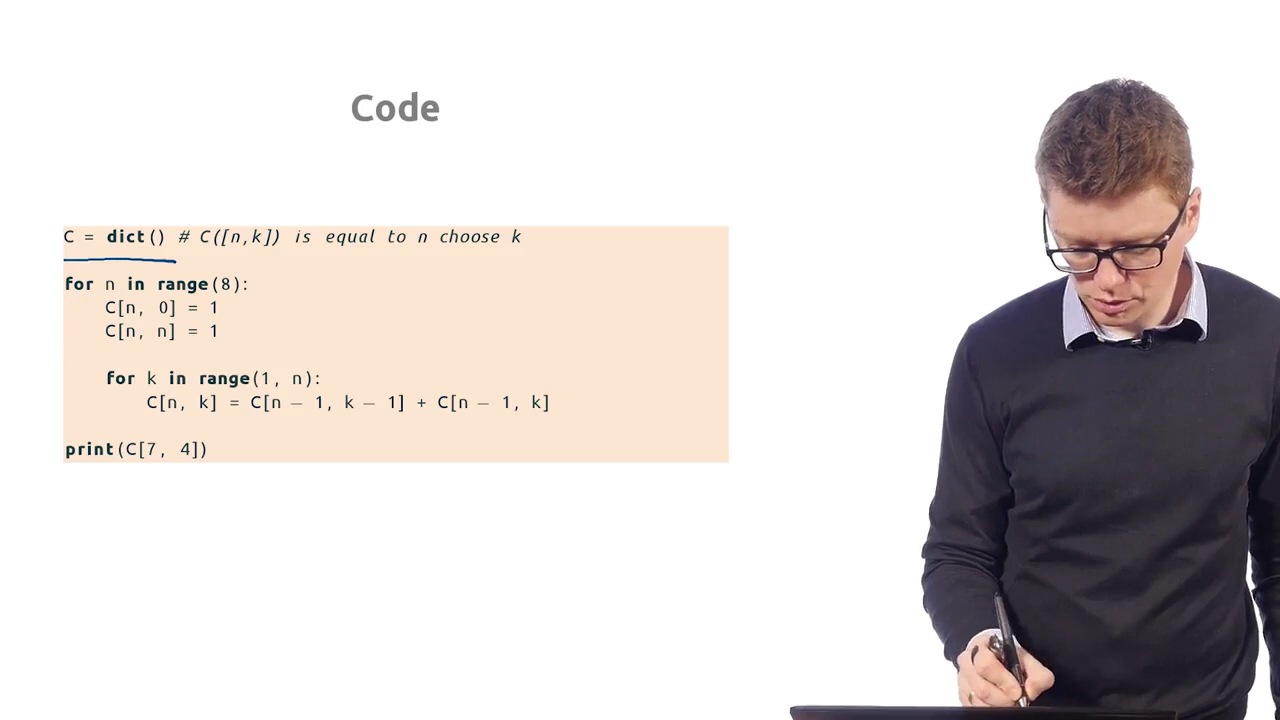 Code
C = dict() # C([n,k]) is equal to n choose k
for n in range(8):
C[n, 0] = 1
C[n, n] = 1
for k in range(1, n):
C[n, k] = C[n − 1, k − 1] + C[n − 1, k]
print(C[7, 4])